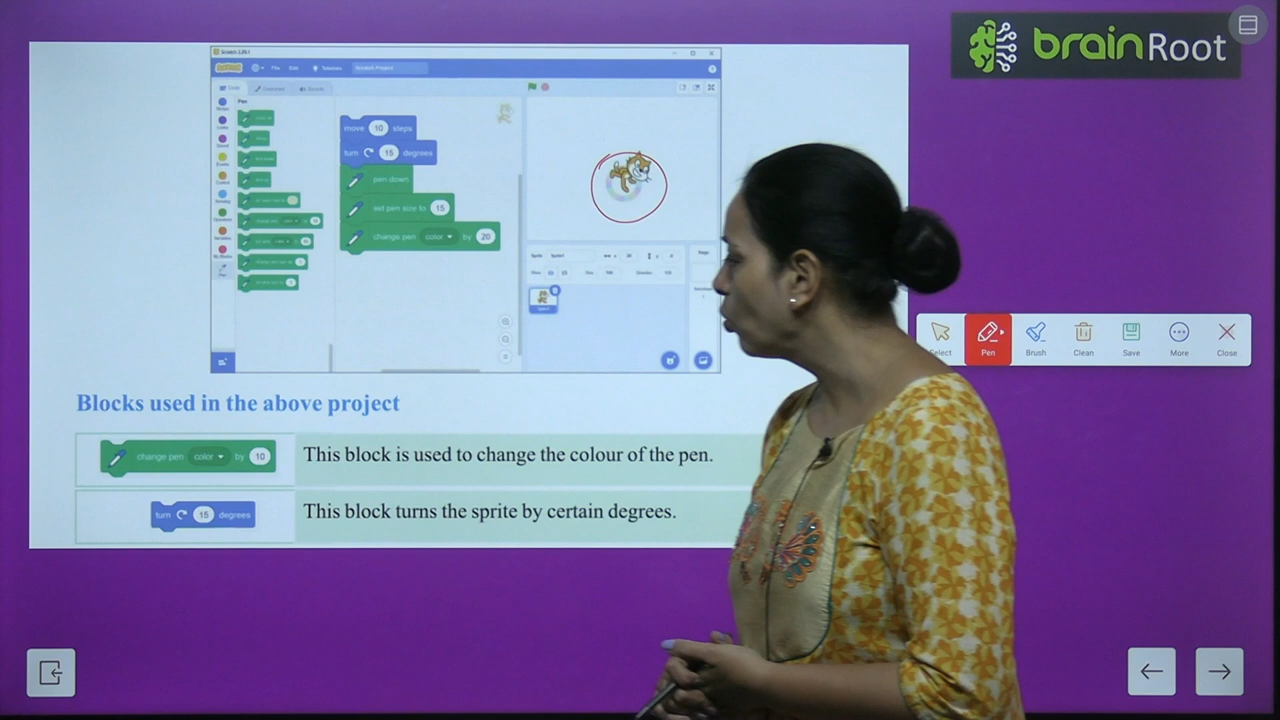 brainRoot
Scratch Project
Pen
move 10 steps
turn 15 degrees
pen down
set pen size to 15
change pen color by 20
Blocks used in the above project
change pen color by 10
This block is used to change the colour of the pen.
turn 15 degrees
This block turns the sprite by certain degrees.
Select
Pen
Brush
Clean
Save
More
Close